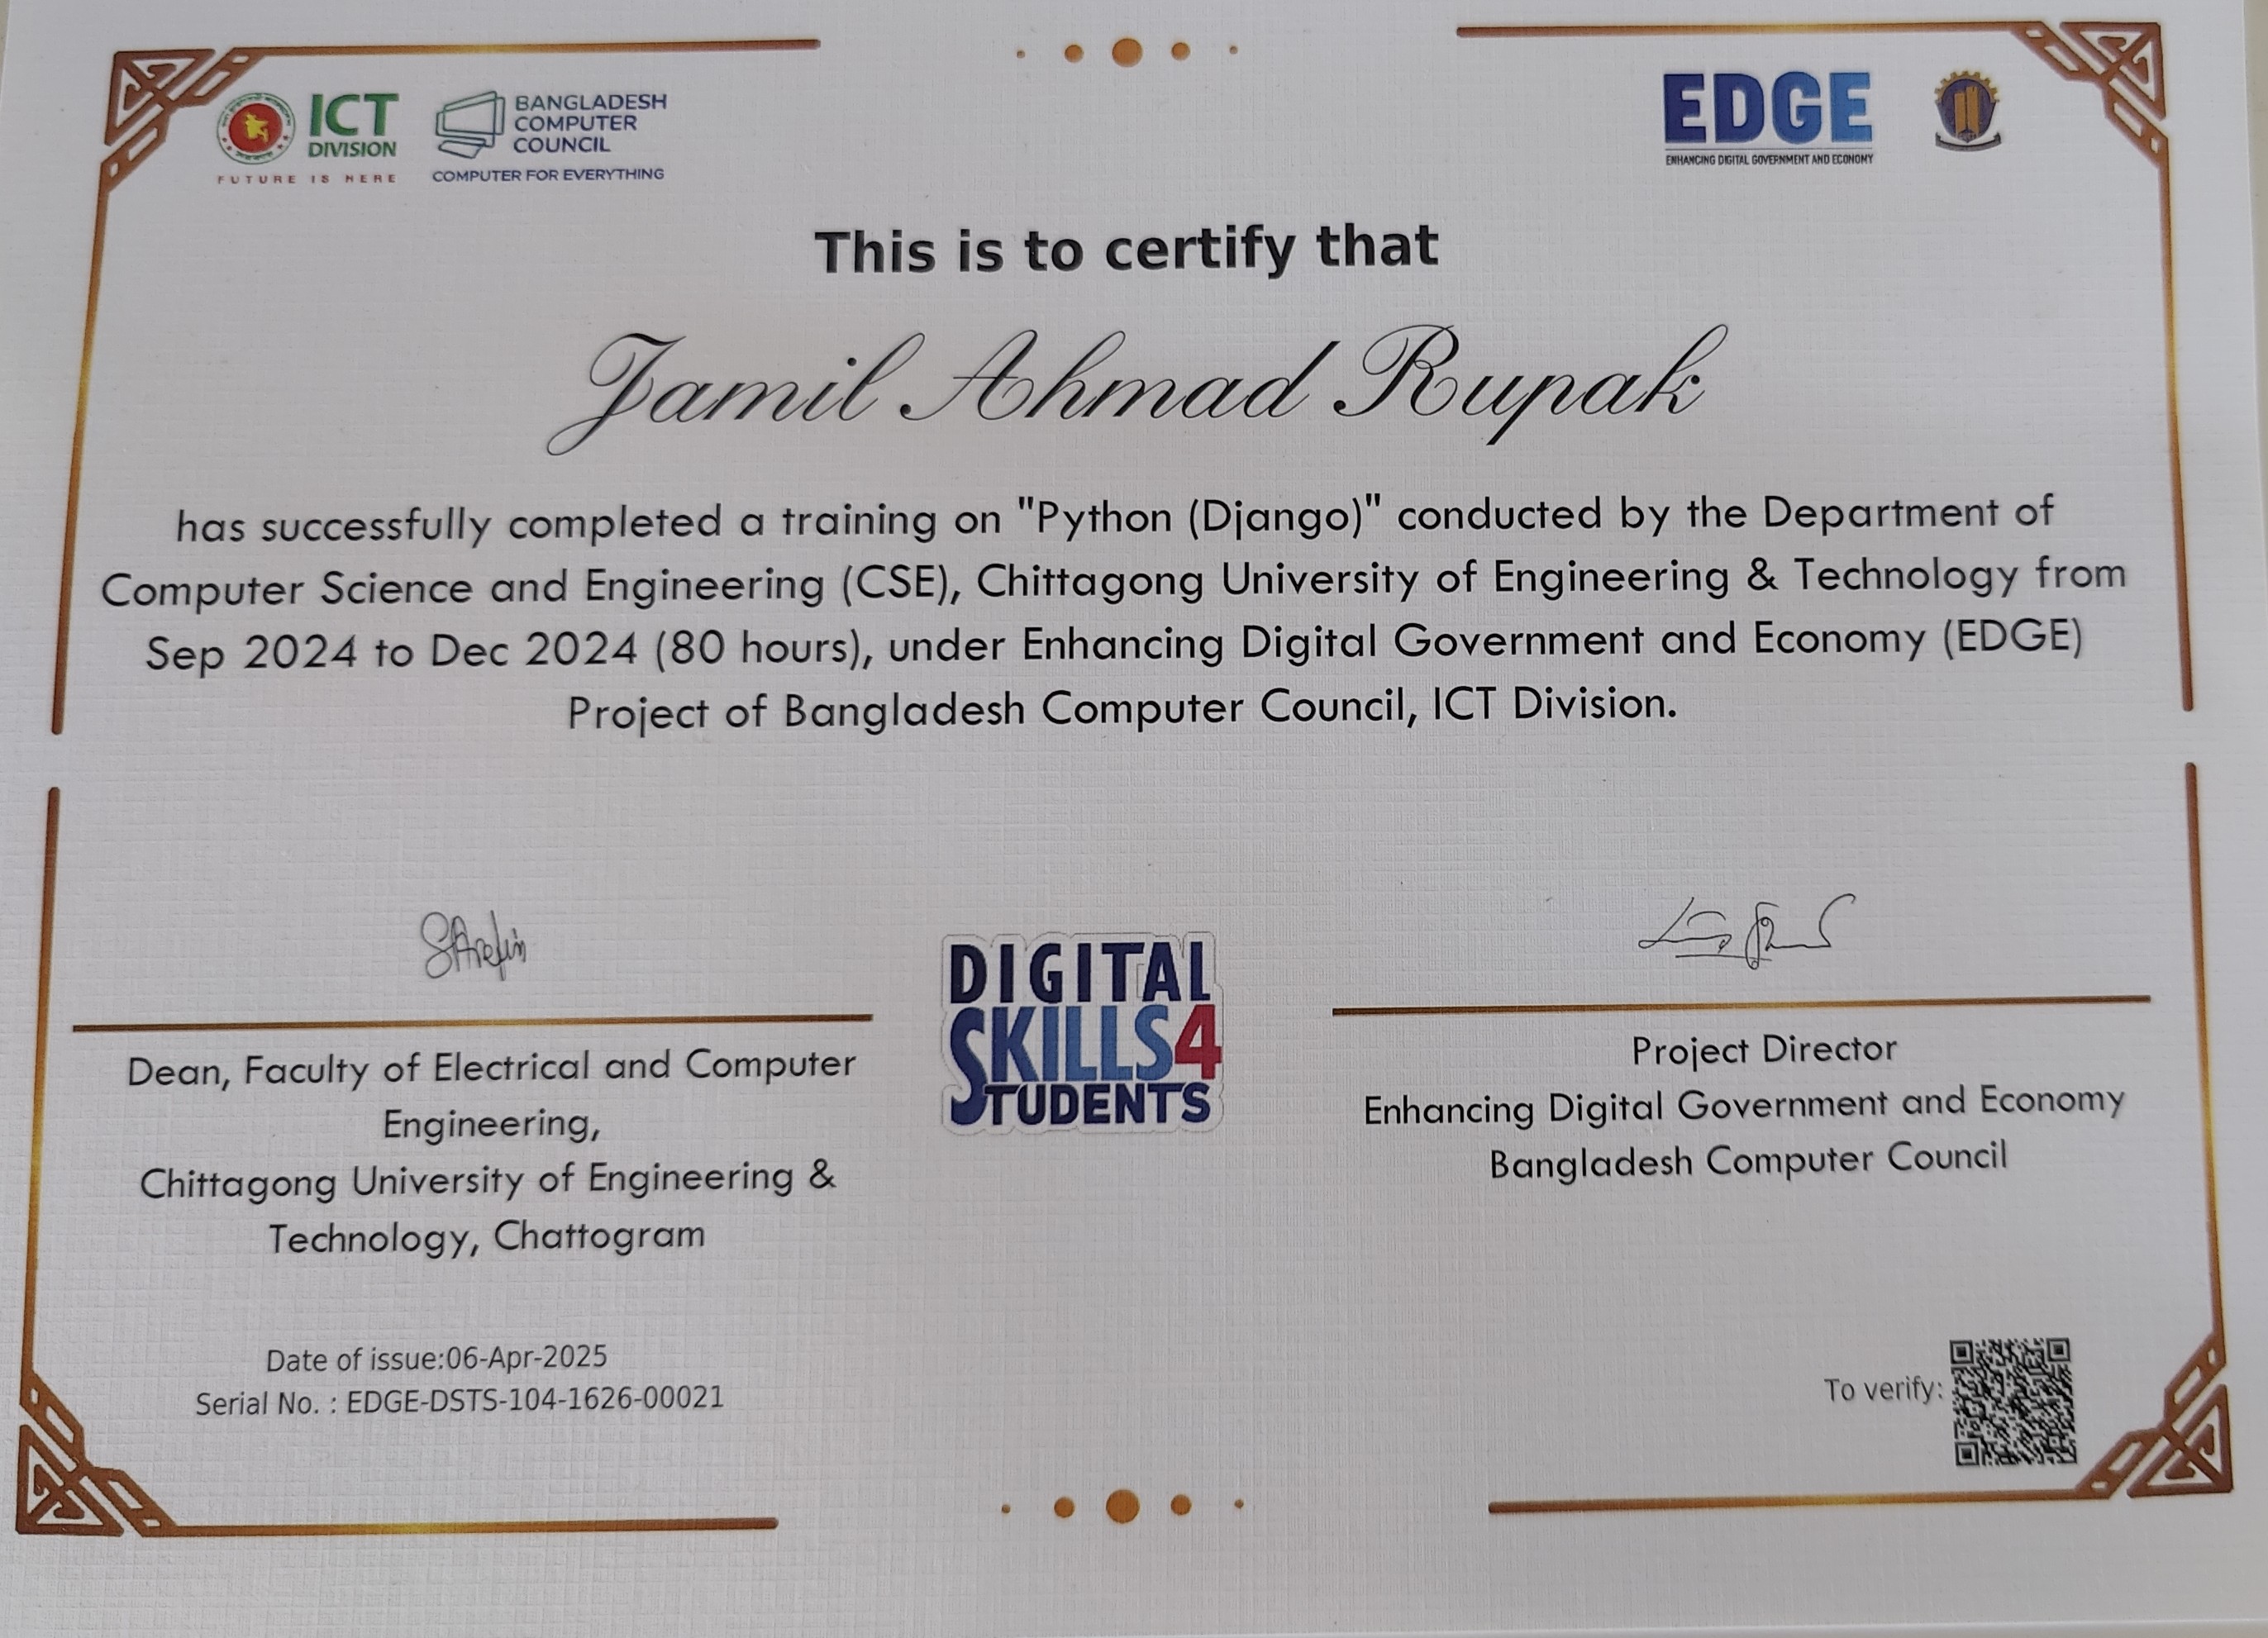 ICT
DIVISION
FUTURE IS HERE
BANGLADESH
COMPUTER
COUNCIL
COMPUTER FOR EVERYTHING
EDGE
ENHANCING DIGITAL GOVERNMENT AND ECONOMY
This is to certify that
Jamil Ahmad Rupak
has successfully completed a training on "Python (Django)" conducted by the Department of
Computer Science and Engineering (CSE), Chittagong University of Engineering & Technology from
Sep 2024 to Dec 2024 (80 hours), under Enhancing Digital Government and Economy (EDGE)
Project of Bangladesh Computer Council, ICT Division.
SArefin
Dean, Faculty of Electrical and Computer
Engineering,
Chittagong University of Engineering &
Technology, Chattogram
DIGITAL
SKILLS4
STUDENTS
Project Director
Enhancing Digital Government and Economy
Bangladesh Computer Council
Date of issue:06-Apr-2025
Serial No. : EDGE-DSTS-104-1626-00021
To verify: